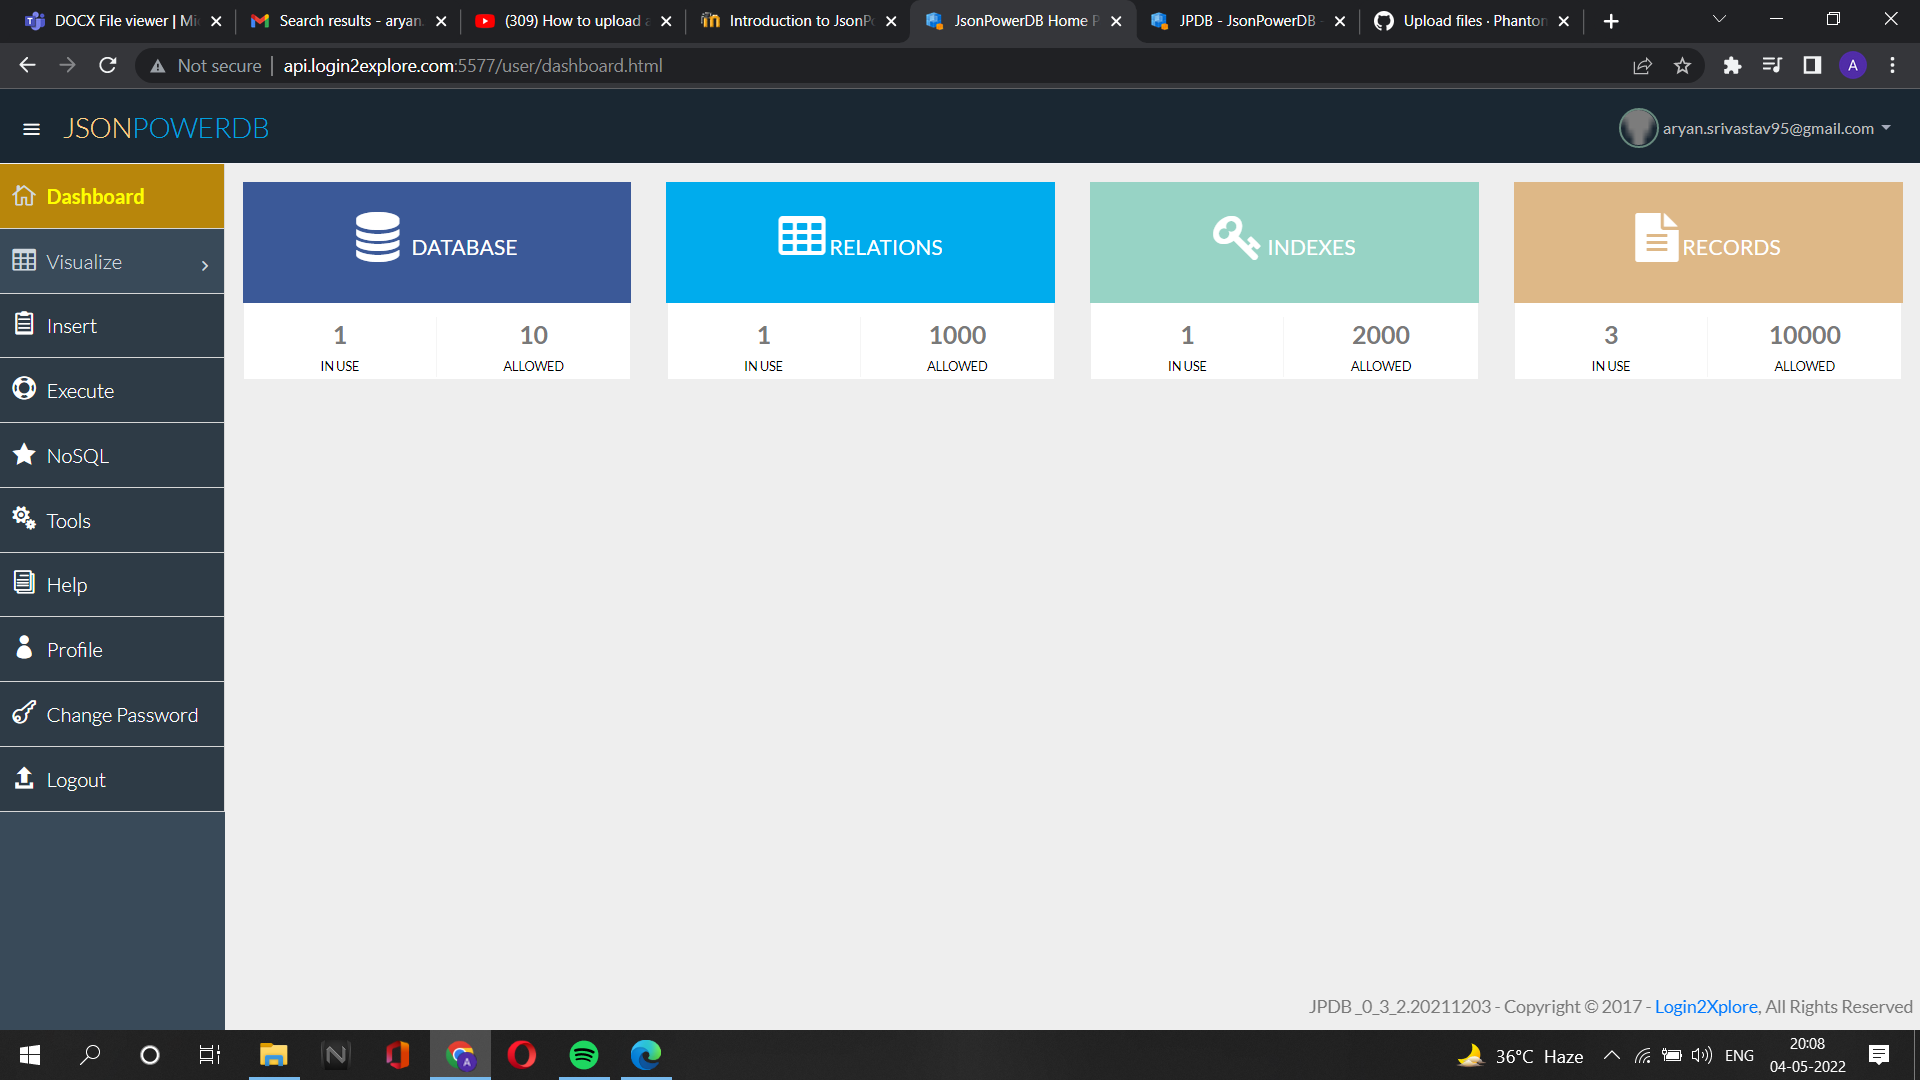 DOCX File viewer | Mi
Search results - aryan.
(309) How to upload a
Introduction to JsonPo
JsonPowerDB Home P
JPDB - JsonPowerDB -
Upload files · Phanton
Not secure
api.login2explore.com:5577/user/dashboard.html
A
JSONPOWERDB
aryan.srivastav95@gmail.com
Dashboard
Visualize
Insert
Execute
NoSQL
Tools
Help
Profile
Change Password
Logout
DATABASE
1
IN USE
10
ALLOWED
RELATIONS
1
IN USE
1000
ALLOWED
INDEXES
1
IN USE
2000
ALLOWED
RECORDS
3
IN USE
10000
ALLOWED
JPDB _0_3_2.20211203 - Copyright © 2017 - Login2Xplore, All Rights Reserved
36°C Haze
ENG
20:08
04-05-2022